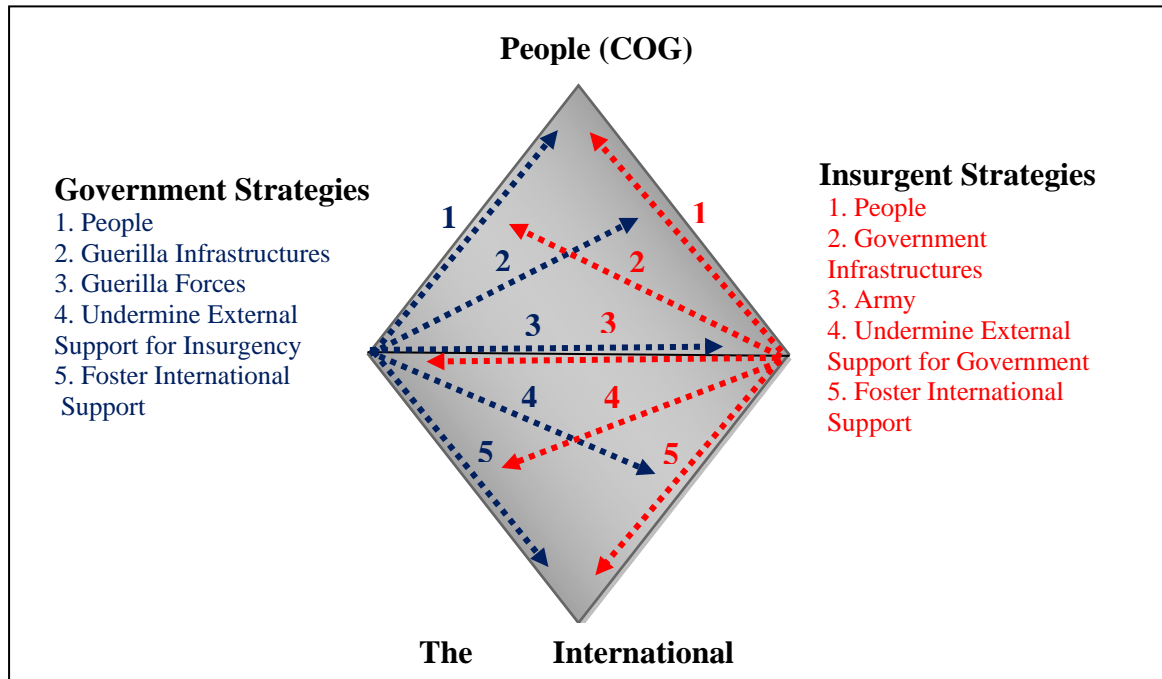 People (COG)
Government Strategies
1. People
2. Guerilla Infrastructures
3. Guerilla Forces
4. Undermine External
Support for Insurgency
5. Foster International
Support
Insurgent Strategies
1. People
2. Government
Infrastructures
3. Army
4. Undermine External
Support for Government
5. Foster International
Support
1
1
2
2
3
3
4
4
5
5
The International